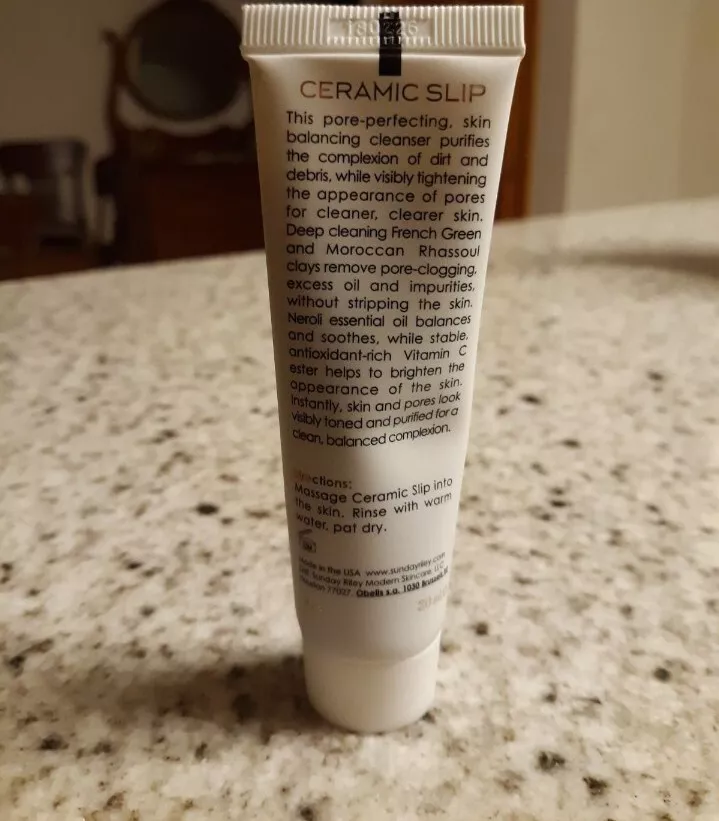 CERAMIC SLIP
This pore-perfecting, skin
balancing cleanser purifies
the complexion of dirt and
debris, while visibly tightening
the appearance of pores
for cleaner, clearer skin.
Deep cleaning French Green
and Moroccan Rhassoul
clays remove pore-clogging,
excess oil and impurities,
without stripping the skin.
Neroli essential oil balances
and soothes, while stable,
antioxidant-rich Vitamin C
ester helps to brighten the
appearance of the skin.
Instantly, skin and pores look
visibly toned and purified for a
clean, balanced complexion.
Directions:
Massage Ceramic Slip into
the skin. Rinse with warm
water, pat dry.
Made in the USA www.sundayriley.com
Sunday Riley Modern Skincare, LLC
Houston 77027 Obelis s.a. 1030 Brussels